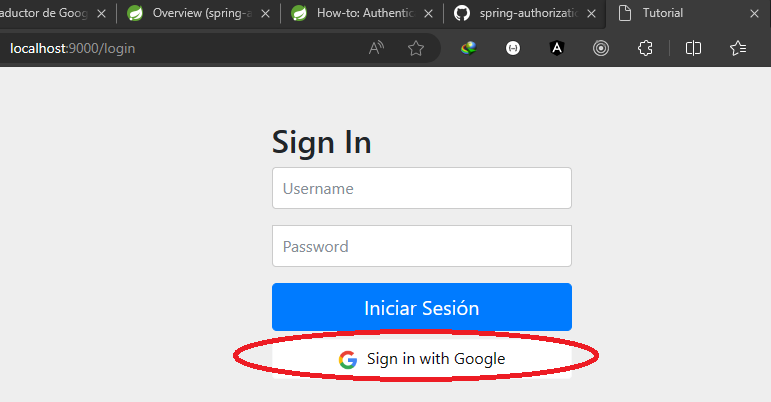 aductor de Goog
Overview (spring-a
How-to: Authentic
spring-authorizatic
Tutorial
localhost:9000/login
Sign In
Username
Password
Iniciar Sesión
Sign in with Google